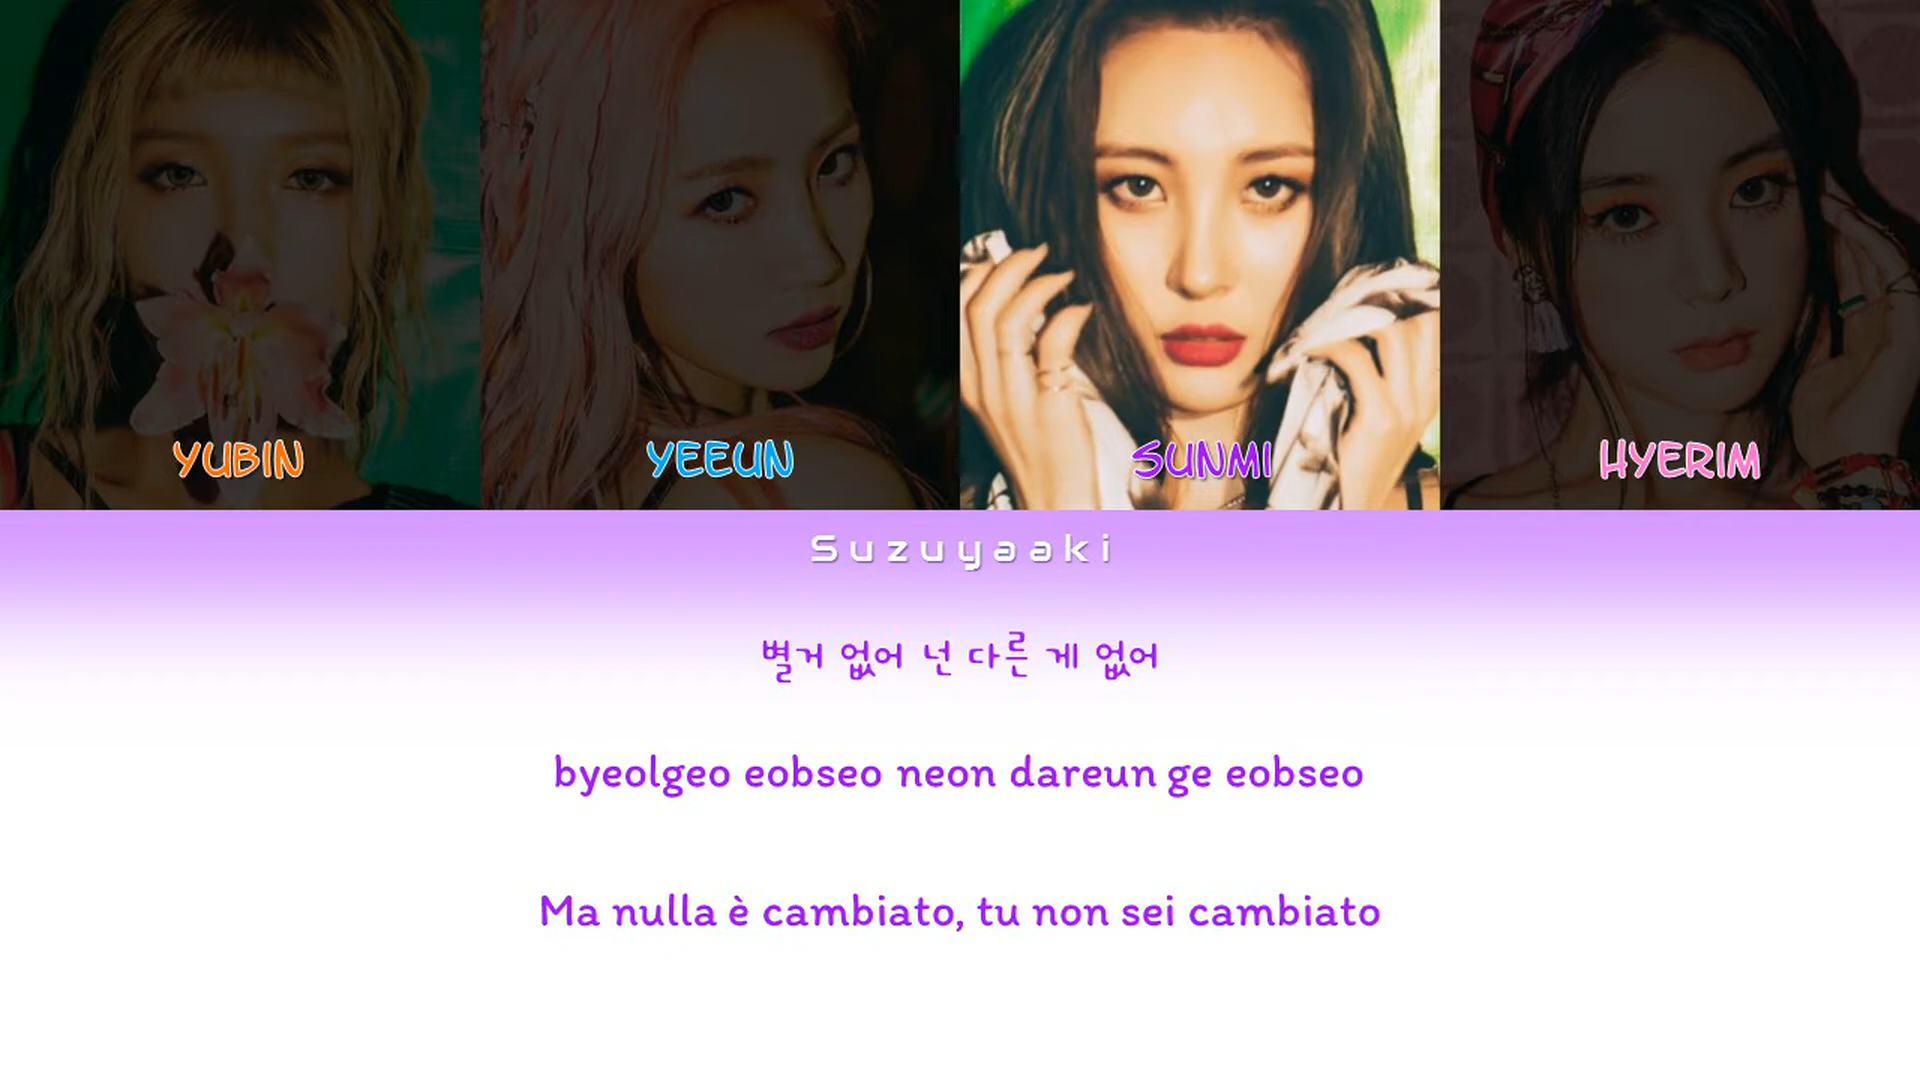 YUBIN
YEEUN
SUNMI
HYERIM
Suzuyaaki
별거 없어 넌 다른 게 없어
byeolgeo eobseo neon dareun ge eobseo
Ma nulla è cambiato, tu non sei cambiato